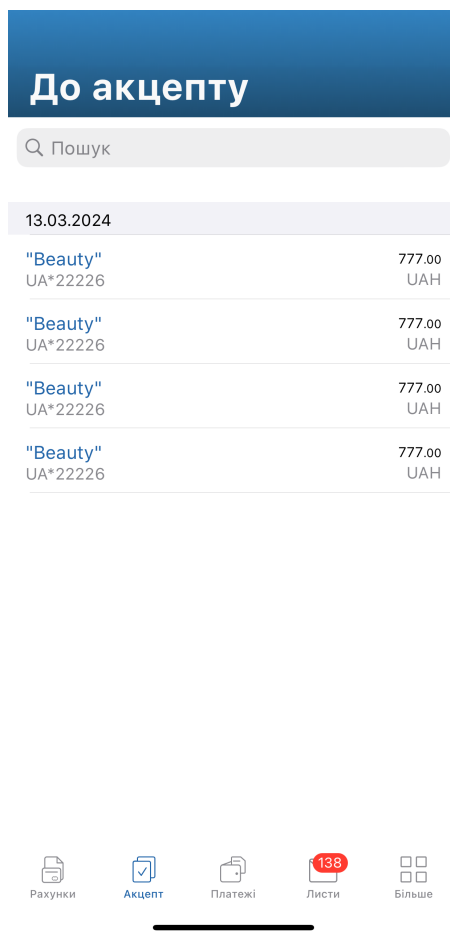 До акцепту
Пошук
13.03.2024
"Beauty" 777.00
UA*22226 UAH
"Beauty" 777.00
UA*22226 UAH
"Beauty" 777.00
UA*22226 UAH
"Beauty" 777.00
UA*22226 UAH
138
Рахунки Акцепт Платежі Листи Більше